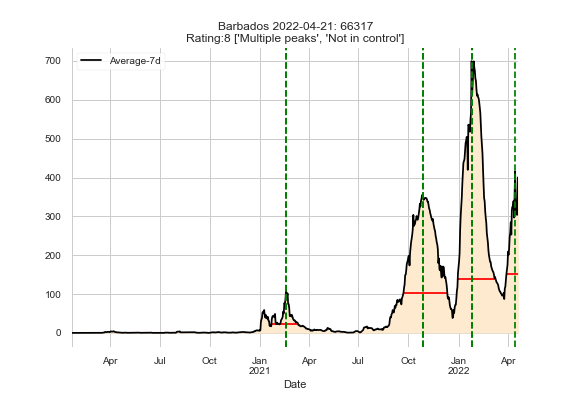 Barbados 2022-04-21: 66317
Rating:8 ['Multiple peaks', 'Not in control']
Average-7d
700
600
500
400
300
200
100
0
Apr Jul Oct Jan Apr Jul Oct Jan Apr
2021 2022
Date